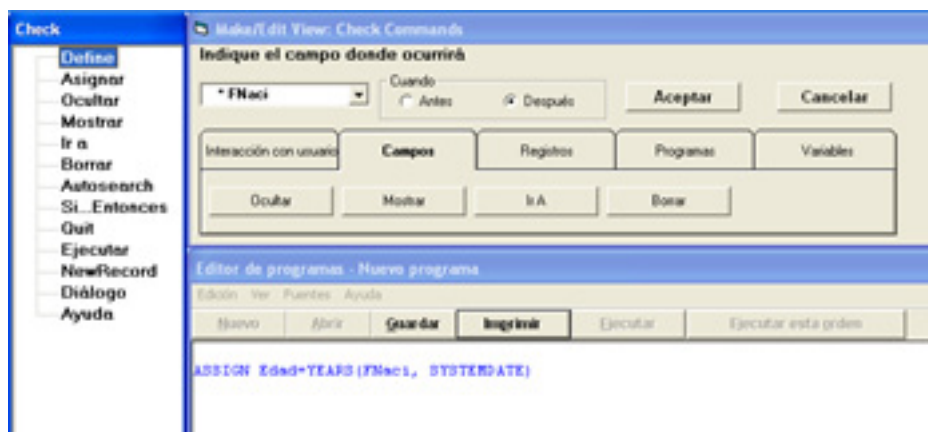 Check
Define
Asignar
Ocultar
Mostrar
Ir a
Borrar
Autosearch
Si...Entonces
Quit
Ejecutar
NewRecord
Diálogo
Ayuda
Make/Edit View: Check Commands
Indique el campo donde ocurrirá
* FNaci
Cuando
Antes
Después
Aceptar
Cancelar
Interacción con usuario
Campos
Registros
Programas
Variables
Ocultar
Mostrar
Ir A
Borrar
Editor de programas - Nuevo programa
Edición Ver Fuentes Ayuda
Nuevo Abrir Guardar Imprimir Ejecutar Ejecutar esta orden
ASSIGN Edad=YEARS(FNaci, SYSTEMDATE)